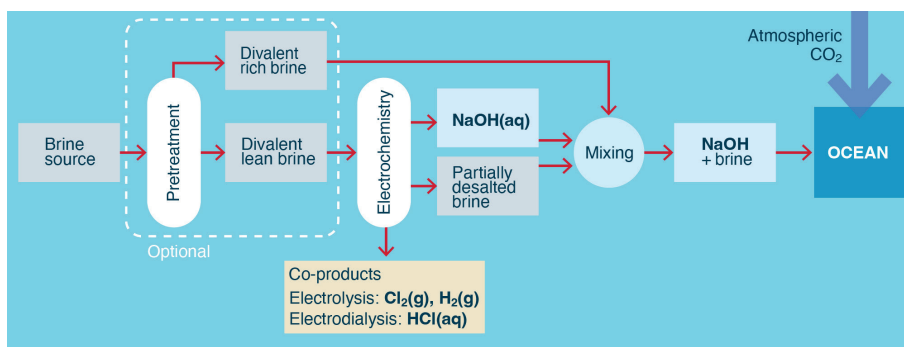 Atmospheric
CO₂
Divalent
rich brine
Brine
source
Pretreatment
Divalent
lean brine
Optional
Electrochemistry
NaOH(aq)
Partially
desalted
brine
Mixing
NaOH
+ brine
OCEAN
Co-products
Electrolysis: Cl₂(g), H₂(g)
Electrodialysis: HCl(aq)